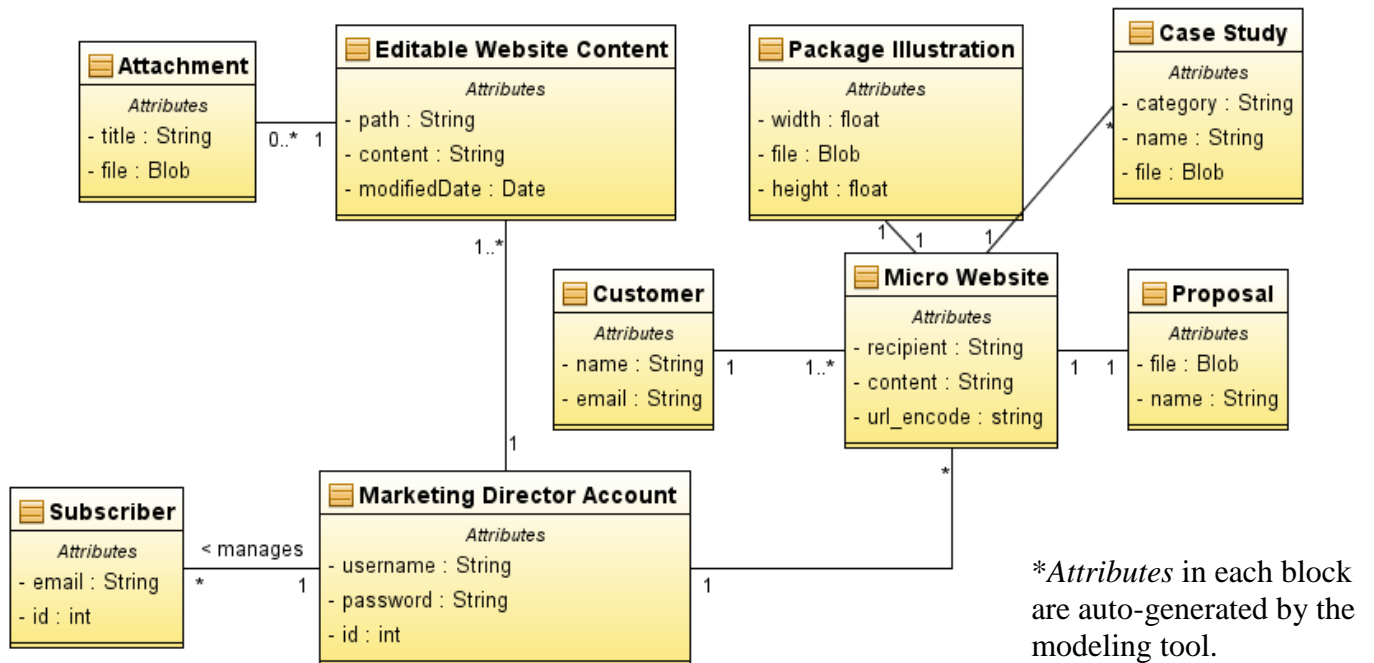 Attachment
Attributes
- title : String
- file : Blob
0..* 1
Editable Website Content
Attributes
- path : String
- content : String
- modifiedDate : Date
1..*
1
Package Illustration
Attributes
- width : float
- file : Blob
- height : float
1
1
Case Study
Attributes
- category : String
- name : String
- file : Blob
*
1
Customer
Attributes
- name : String
- email : String
1 1..*
Micro Website
Attributes
- recipient : String
- content : String
- url_encode : string
1 1
Proposal
Attributes
- file : Blob
- name : String
Subscriber
Attributes
- email : String
- id : int
< manages
* 1
Marketing Director Account
Attributes
- username : String
- password : String
- id : int
1
*
*Attributes in each block
are auto-generated by the
modeling tool.